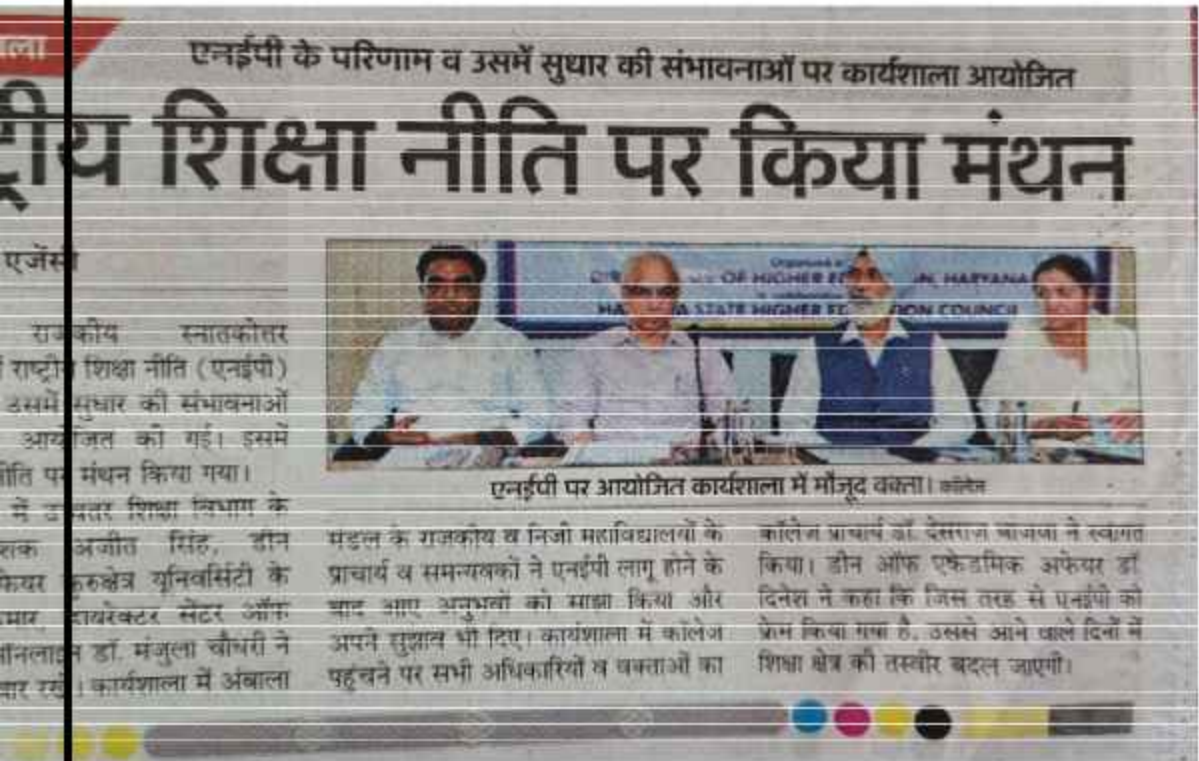 एनईपी के परिणाम व उसमें सुधार की संभावनाओं पर कार्यशाला आयोजित
शिक्षा नीति पर किया मंथन
एजेंसी
राजकीय स्नातकोत्तर
राष्ट्रीय शिक्षा नीति (एनईपी)
उसमें सुधार की संभावनाओं
आयोजित की गई। इसमें
पर मंथन किया गया।
में उच्चतर शिक्षा विभाग के
अजीत सिंह, डीन
कुरुक्षेत्र यूनिवर्सिटी के
डायरेक्टर सेंटर ऑफ
डॉ. मंजुला चौधरी ने
रखे। कार्यशाला में अंबाला
OF HIGHER
HARYANA
STATE HIGHER
COUNCIL
एनईपी पर आयोजित कार्यशाला में मौजूद वक्ता। कॉलेज
मंडल के राजकीय व निजी महाविद्यालयों के
प्राचार्य व समन्यवकों ने एनईपी लागू होने के
बाद आए अनुभवों को साझा किया और
अपने सुझाव भी दिए। कार्यशाला में कॉलेज
पहुंचने पर सभी अधिकारियों व वक्ताओं का
कॉलेज प्राचार्य डॉ. देसराज बाजवा ने स्वागत
किया। डीन ऑफ एकेडमिक अफेयर डॉ.
दिनेश ने कहा कि जिस तरह से एनईपी को
फ्रेम किया गया है, उससे आने वाले दिनों में
शिक्षा क्षेत्र की तस्वीर बदल जाएगी।